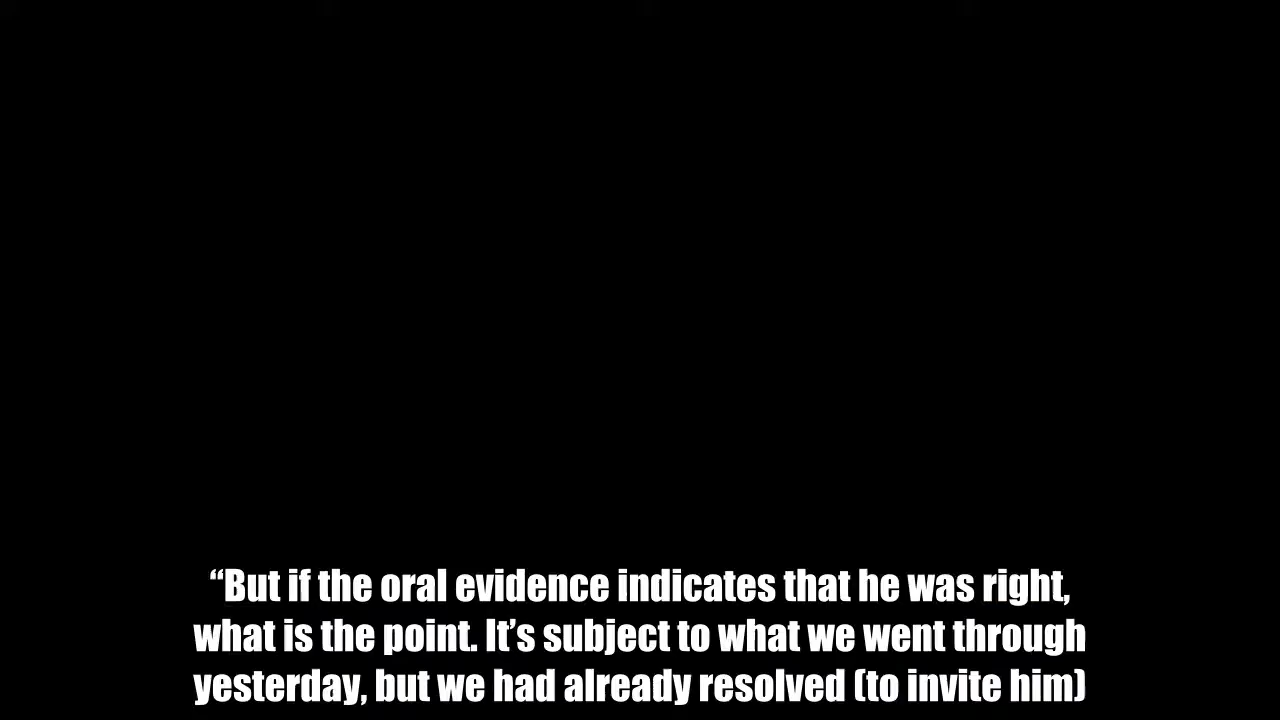 “But if the oral evidence indicates that he was right,
what is the point. It’s subject to what we went through
yesterday, but we had already resolved (to invite him)